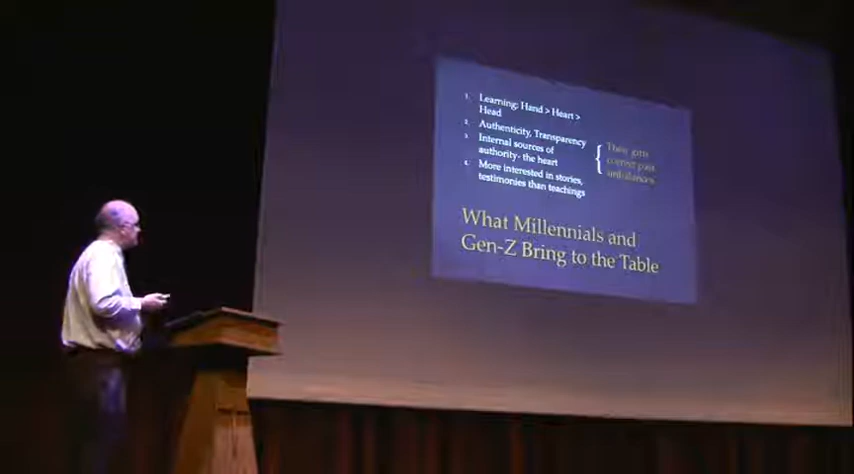 1. Learning: Hand > Heart >
Head
2. Authenticity, Transparency
3. Internal sources of
authority- the heart
4. More interested in stories,
testimonies than teachings
Their gifts
correct past
imbalances
What Millennials and
Gen-Z Bring to the Table